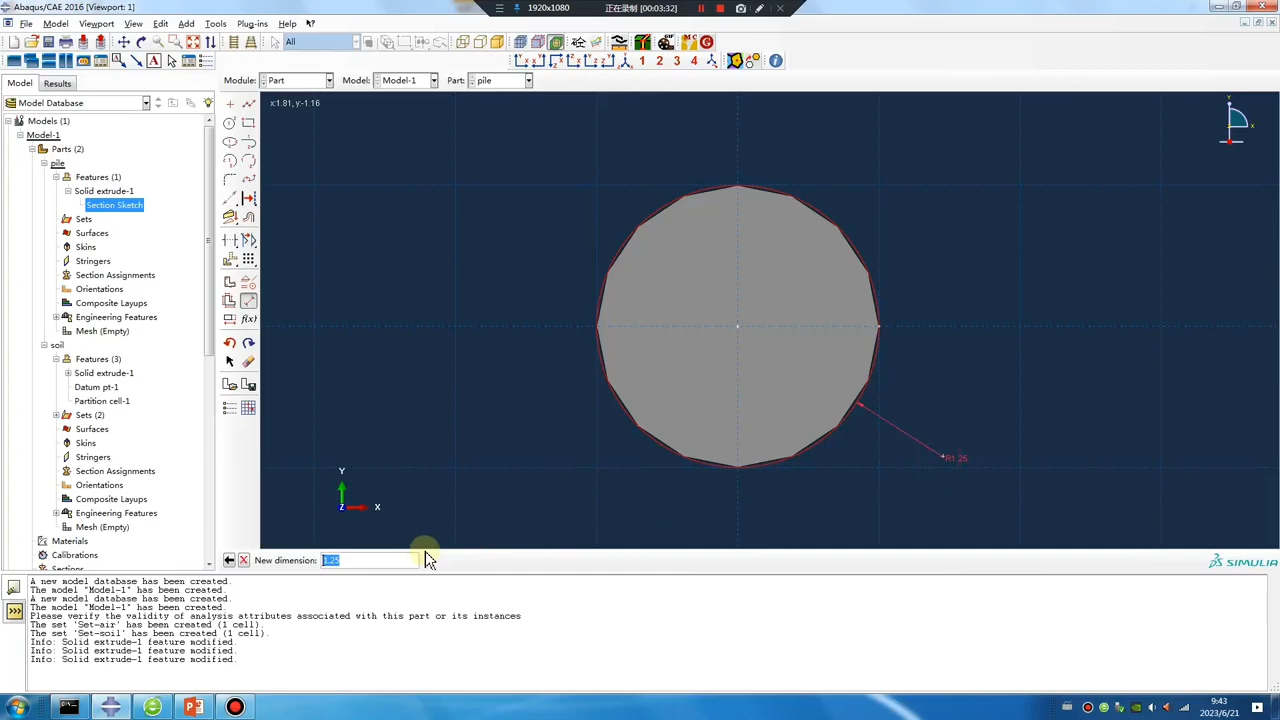 Abaqus/CAE 2016 [Viewport: 1]
1920x1080
正在录制 [00:03:32]
File
Model
Viewport
View
Edit
Add
Tools
Plug-ins
Help
All
A
1 2 3 4
Model
Results
Module: Part
Model: Model-1
Part: pile
Model Database
Models (1)
Model-1
Parts (2)
pile
Features (1)
Solid extrude-1
Section Sketch
Sets
Surfaces
Skins
Stringers
Section Assignments
Orientations
Composite Layups
Engineering Features
Mesh (Empty)
soil
Features (3)
Solid extrude-1
Datum pt-1
Partition cell-1
Sets (2)
Surfaces
Skins
Stringers
Section Assignments
Orientations
Composite Layups
Engineering Features
Mesh (Empty)
Materials
Calibrations
Sections
f(x)
x:1.81, y:-1.16
R1.25
Y
X
Z
New dimension: 1.25
SIMULIA
A new model database has been created.
The model "Model-1" has been created.
A new model database has been created.
The model "Model-1" has been created.
Please verify the validity of analysis attributes associated with this part or its instances
The set 'Set-air' has been created (1 cell).
The set 'Set-soil' has been created (1 cell).
Info: Solid extrude-1 feature modified.
Info: Solid extrude-1 feature modified.
Info: Solid extrude-1 feature modified.
9:43
2023/6/21